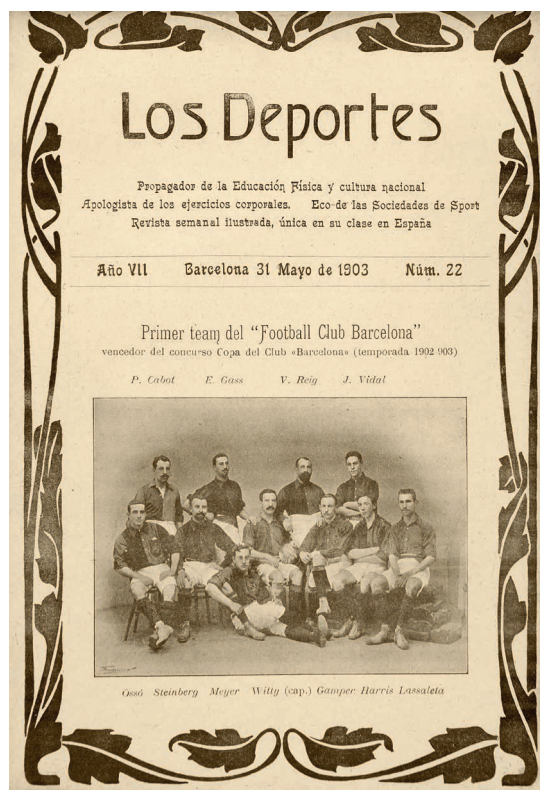 Los Deportes
Propagador de la Educación Física y cultura nacional
Apologista de los ejercicios corporales. Eco de las Sociedades de Sport
Revista semanal ilustrada, única en su clase en España
Año VII Barcelona 31 Mayo de 1903 Núm. 22
Primer team del “Football Club Barcelona”
vencedor del concurso Copa del Club «Barcelona» (temporada 1902 903)
P. Cabot E. Gass V. Reig J. Vidal
Ossó Steinberg Meyer Witty (cap.) Gamper Harris Lassaleta